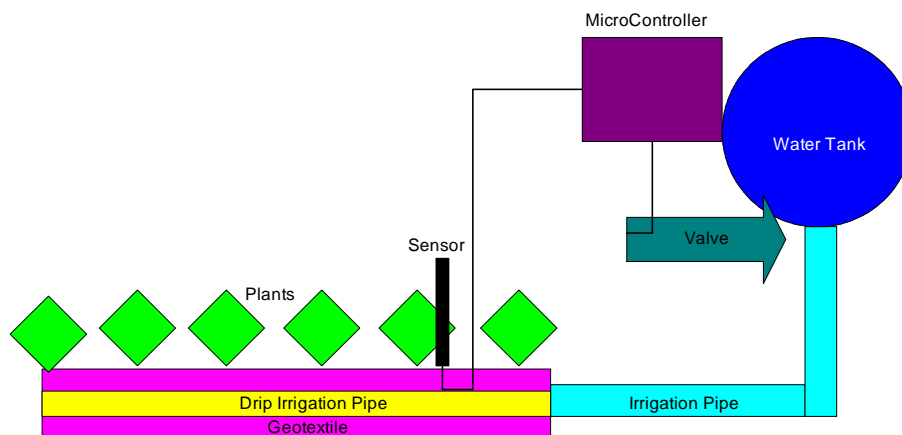 MicroController
Water Tank
Valve
Sensor
Plants
Drip Irrigation Pipe
Irrigation Pipe
Geotextile